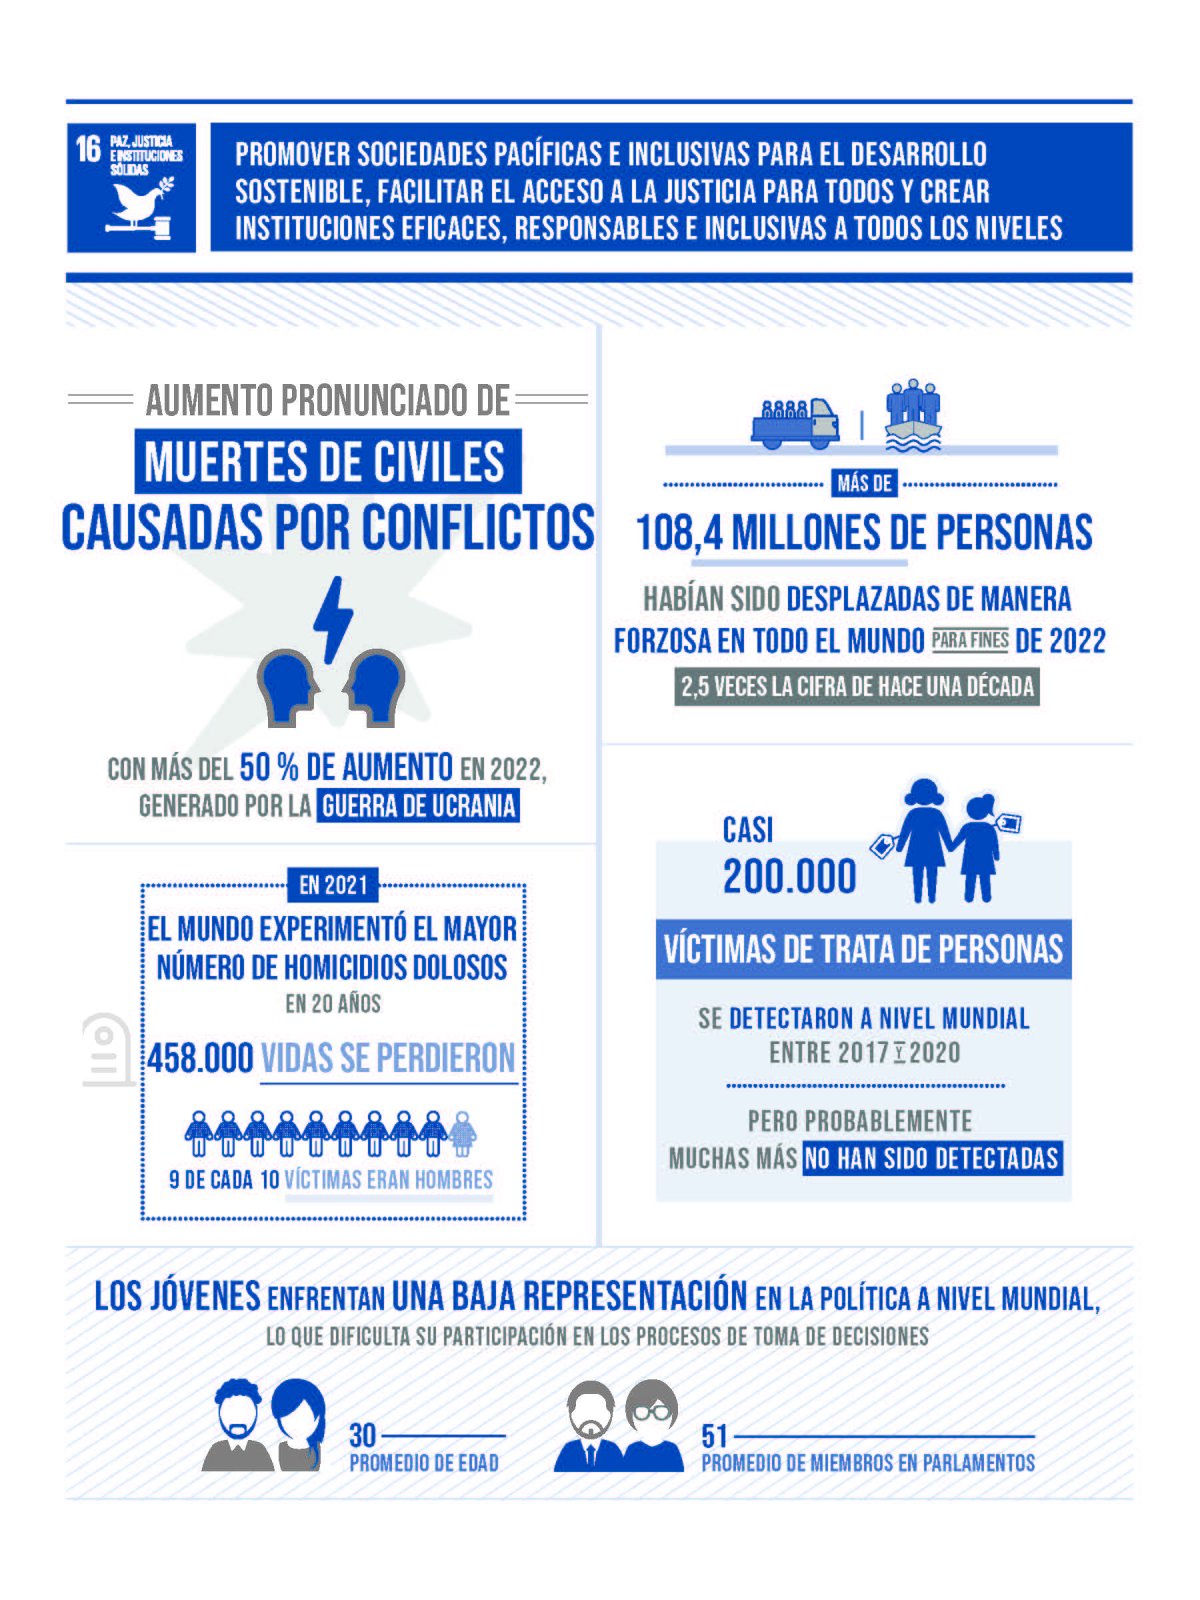 16 PAZ, JUSTICIA
E INSTITUCIONES
SÓLIDAS
PROMOVER SOCIEDADES PACÍFICAS E INCLUSIVAS PARA EL DESARROLLO
SOSTENIBLE, FACILITAR EL ACCESO A LA JUSTICIA PARA TODOS Y CREAR
INSTITUCIONES EFICACES, RESPONSABLES E INCLUSIVAS A TODOS LOS NIVELES
AUMENTO PRONUNCIADO DE
MUERTES DE CIVILES
CAUSADAS POR CONFLICTOS
CON MÁS DEL 50 % DE AUMENTO EN 2022,
GENERADO POR LA GUERRA DE UCRANIA
EN 2021
EL MUNDO EXPERIMENTÓ EL MAYOR
NÚMERO DE HOMICIDIOS DOLOSOS
EN 20 AÑOS
458.000 VIDAS SE PERDIERON
9 DE CADA 10 VÍCTIMAS ERAN HOMBRES
MÁS DE
108,4 MILLONES DE PERSONAS
HABÍAN SIDO DESPLAZADAS DE MANERA
FORZOSA EN TODO EL MUNDO PARA FINES DE 2022
2,5 VECES LA CIFRA DE HACE UNA DÉCADA
CASI
200.000
VÍCTIMAS DE TRATA DE PERSONAS
SE DETECTARON A NIVEL MUNDIAL
ENTRE 2017 Y 2020
PERO PROBABLEMENTE
MUCHAS MÁS NO HAN SIDO DETECTADAS
LOS JÓVENES ENFRENTAN UNA BAJA REPRESENTACIÓN EN LA POLÍTICA A NIVEL MUNDIAL,
LO QUE DIFICULTA SU PARTICIPACIÓN EN LOS PROCESOS DE TOMA DE DECISIONES
30
PROMEDIO DE EDAD
51
PROMEDIO DE MIEMBROS EN PARLAMENTOS